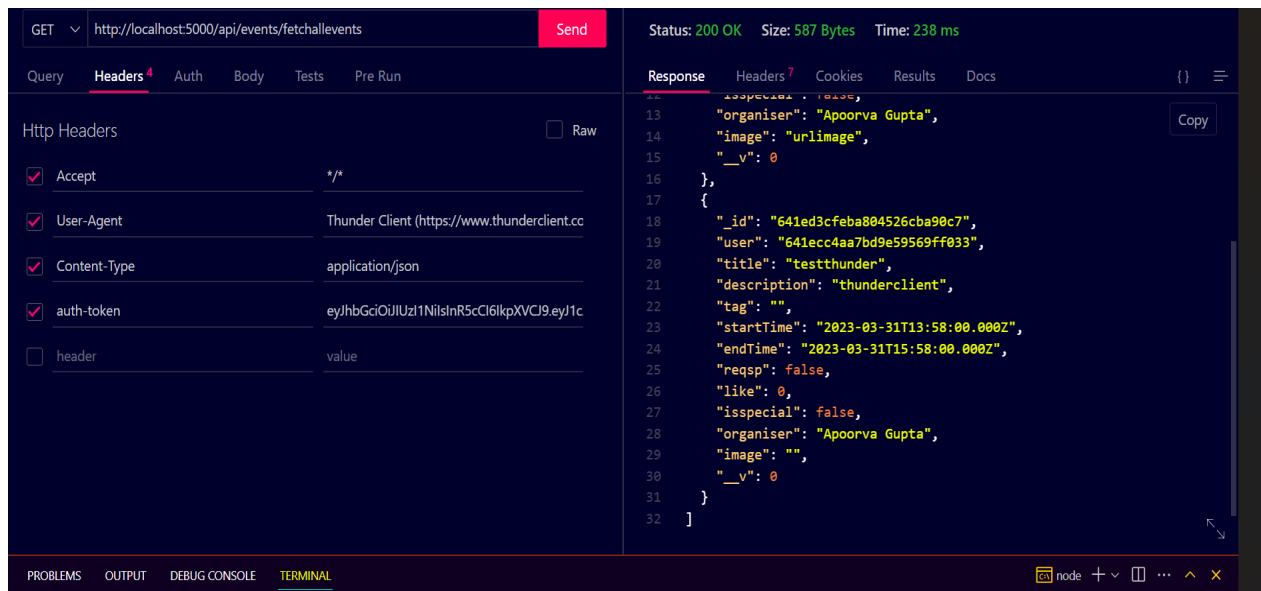 GET http://localhost:5000/api/events/fetchallevents Send
Query Headers 4 Auth Body Tests Pre Run
Http Headers Raw
Accept */*
User-Agent Thunder Client (https://www.thunderclient.co
Content-Type application/json
auth-token eyJhbGciOiJIUzI1NiIsInR5cCI6IkpXVCJ9.eyJ1c
header value
Status: 200 OK Size: 587 Bytes Time: 238 ms
Response Headers 7 Cookies Results Docs { }
Copy
12 "isspecial": false,
13 "organiser": "Apoorva Gupta",
14 "image": "urlimage",
15 "__v": 0
16 },
17 {
18 "_id": "641ed3cfeba804526cba90c7",
19 "user": "641ecc4aa7bd9e59569ff033",
20 "title": "testthunder",
21 "description": "thunderclient",
22 "tag": "",
23 "startTime": "2023-03-31T13:58:00.000Z",
24 "endTime": "2023-03-31T15:58:00.000Z",
25 "reqsp": false,
26 "like": 0,
27 "isspecial": false,
28 "organiser": "Apoorva Gupta",
29 "image": "",
30 "__v": 0
31 }
32 ]
PROBLEMS OUTPUT DEBUG CONSOLE TERMINAL node